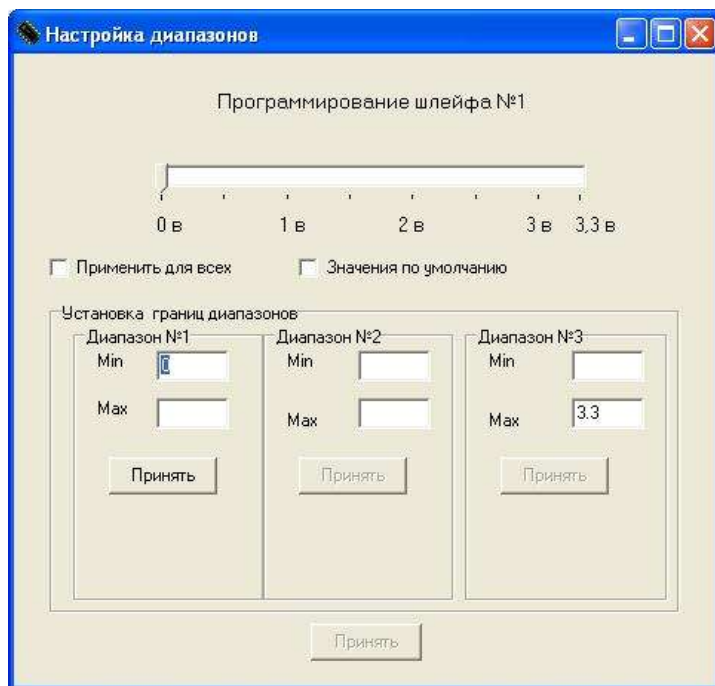 Настройка диапазонов
Программирование шлейфа №1
0 в 1 в 2 в 3 в 3,3 в
Применить для всех Значения по умолчанию
Установка границ диапазонов
Диапазон №1 Диапазон №2 Диапазон №3
Min 0 Min Min
Max Max Max 3.3
Принять Принять Принять
Принять